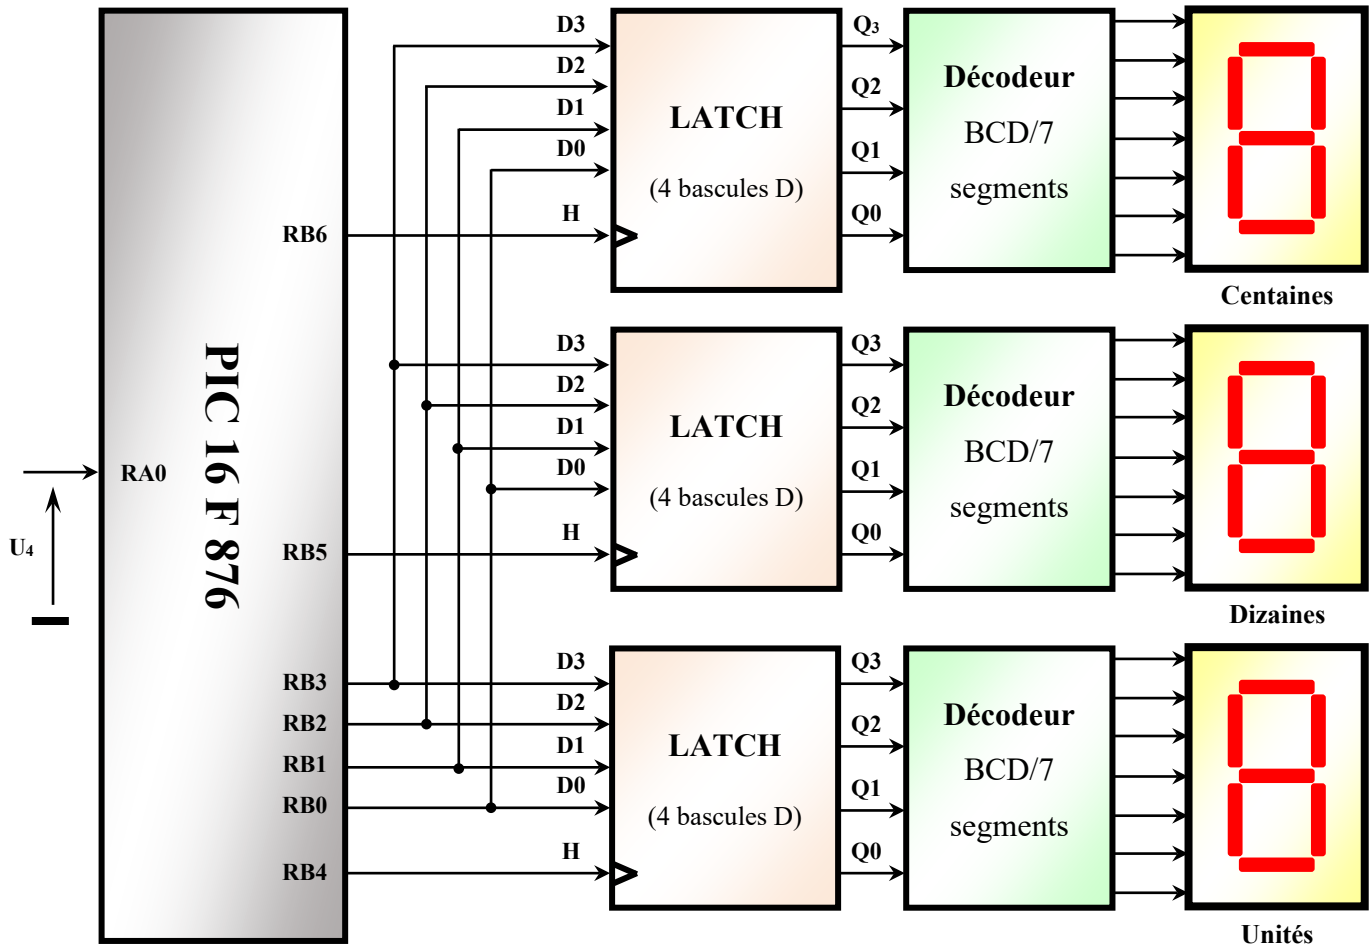 PIC 16 F 876
RA0
U4
RB6
RB5
RB3
RB2
RB1
RB0
RB4
D3
D2
D1
D0
H
LATCH
(4 bascules D)
Q3
Q2
Q1
Q0
Décodeur
BCD/7
segments
Centaines
D3
D2
D1
D0
H
LATCH
(4 bascules D)
Q3
Q2
Q1
Q0
Décodeur
BCD/7
segments
Dizaines
D3
D2
D1
D0
H
LATCH
(4 bascules D)
Q3
Q2
Q1
Q0
Décodeur
BCD/7
segments
Unités